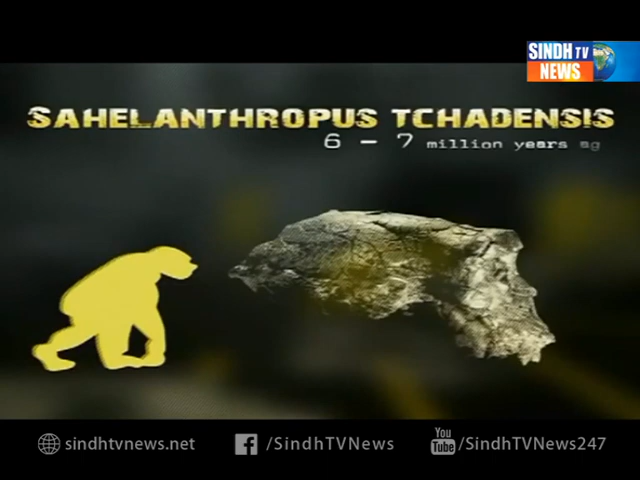 SINDH TV
NEWS
SAHELANTHROPUS TCHADENSIS
6 - 7 million years ag
sindhtvnews.net
/SindhTVNews
You
Tube
/SindhTVNews247